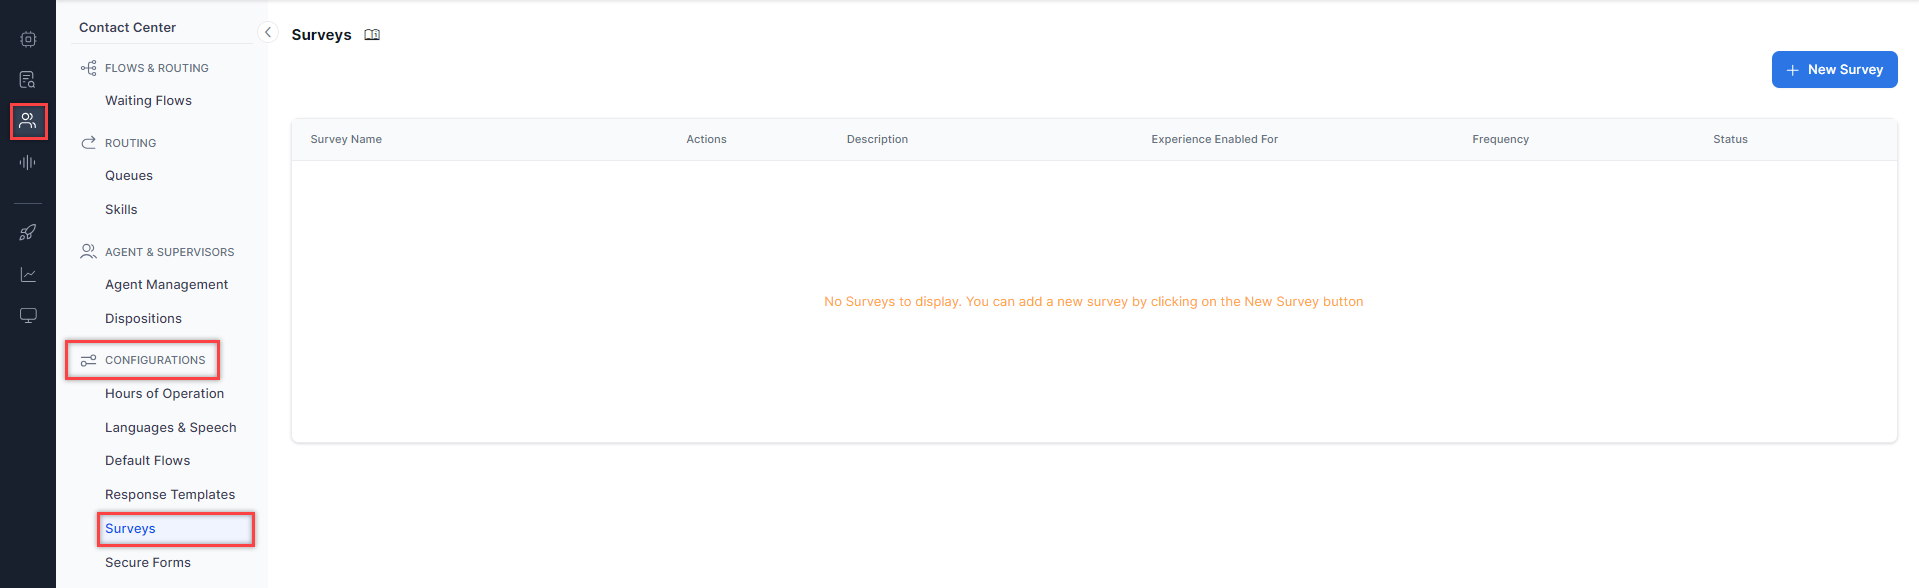 Contact Center
FLOWS & ROUTING
Waiting Flows
ROUTING
Queues
Skills
AGENT & SUPERVISORS
Agent Management
Dispositions
CONFIGURATIONS
Hours of Operation
Languages & Speech
Default Flows
Response Templates
Surveys
Secure Forms
Surveys
+ New Survey
Survey Name Actions Description Experience Enabled For Frequency Status
No Surveys to display. You can add a new survey by clicking on the New Survey button